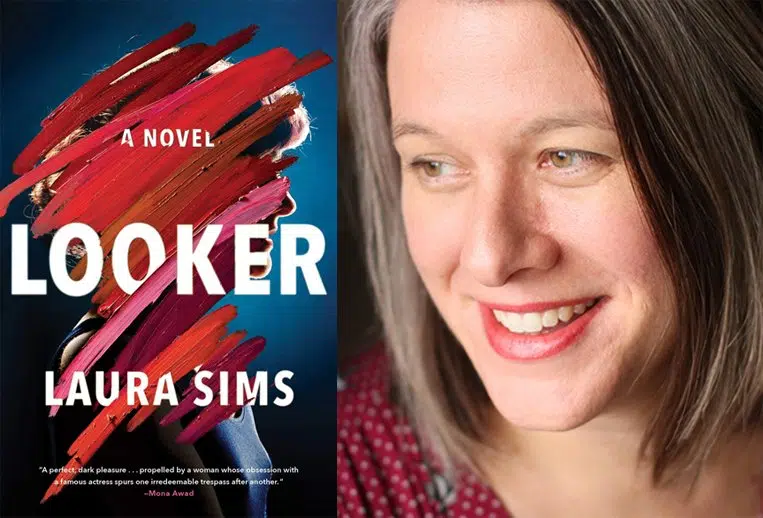 A NOVEL
LOOKER
LAURA SIMS
"A perfect, dark pleasure . . . propelled by a woman whose obsession with
a famous actress spurs one irredeemable trespass after another."
—Mona Awad